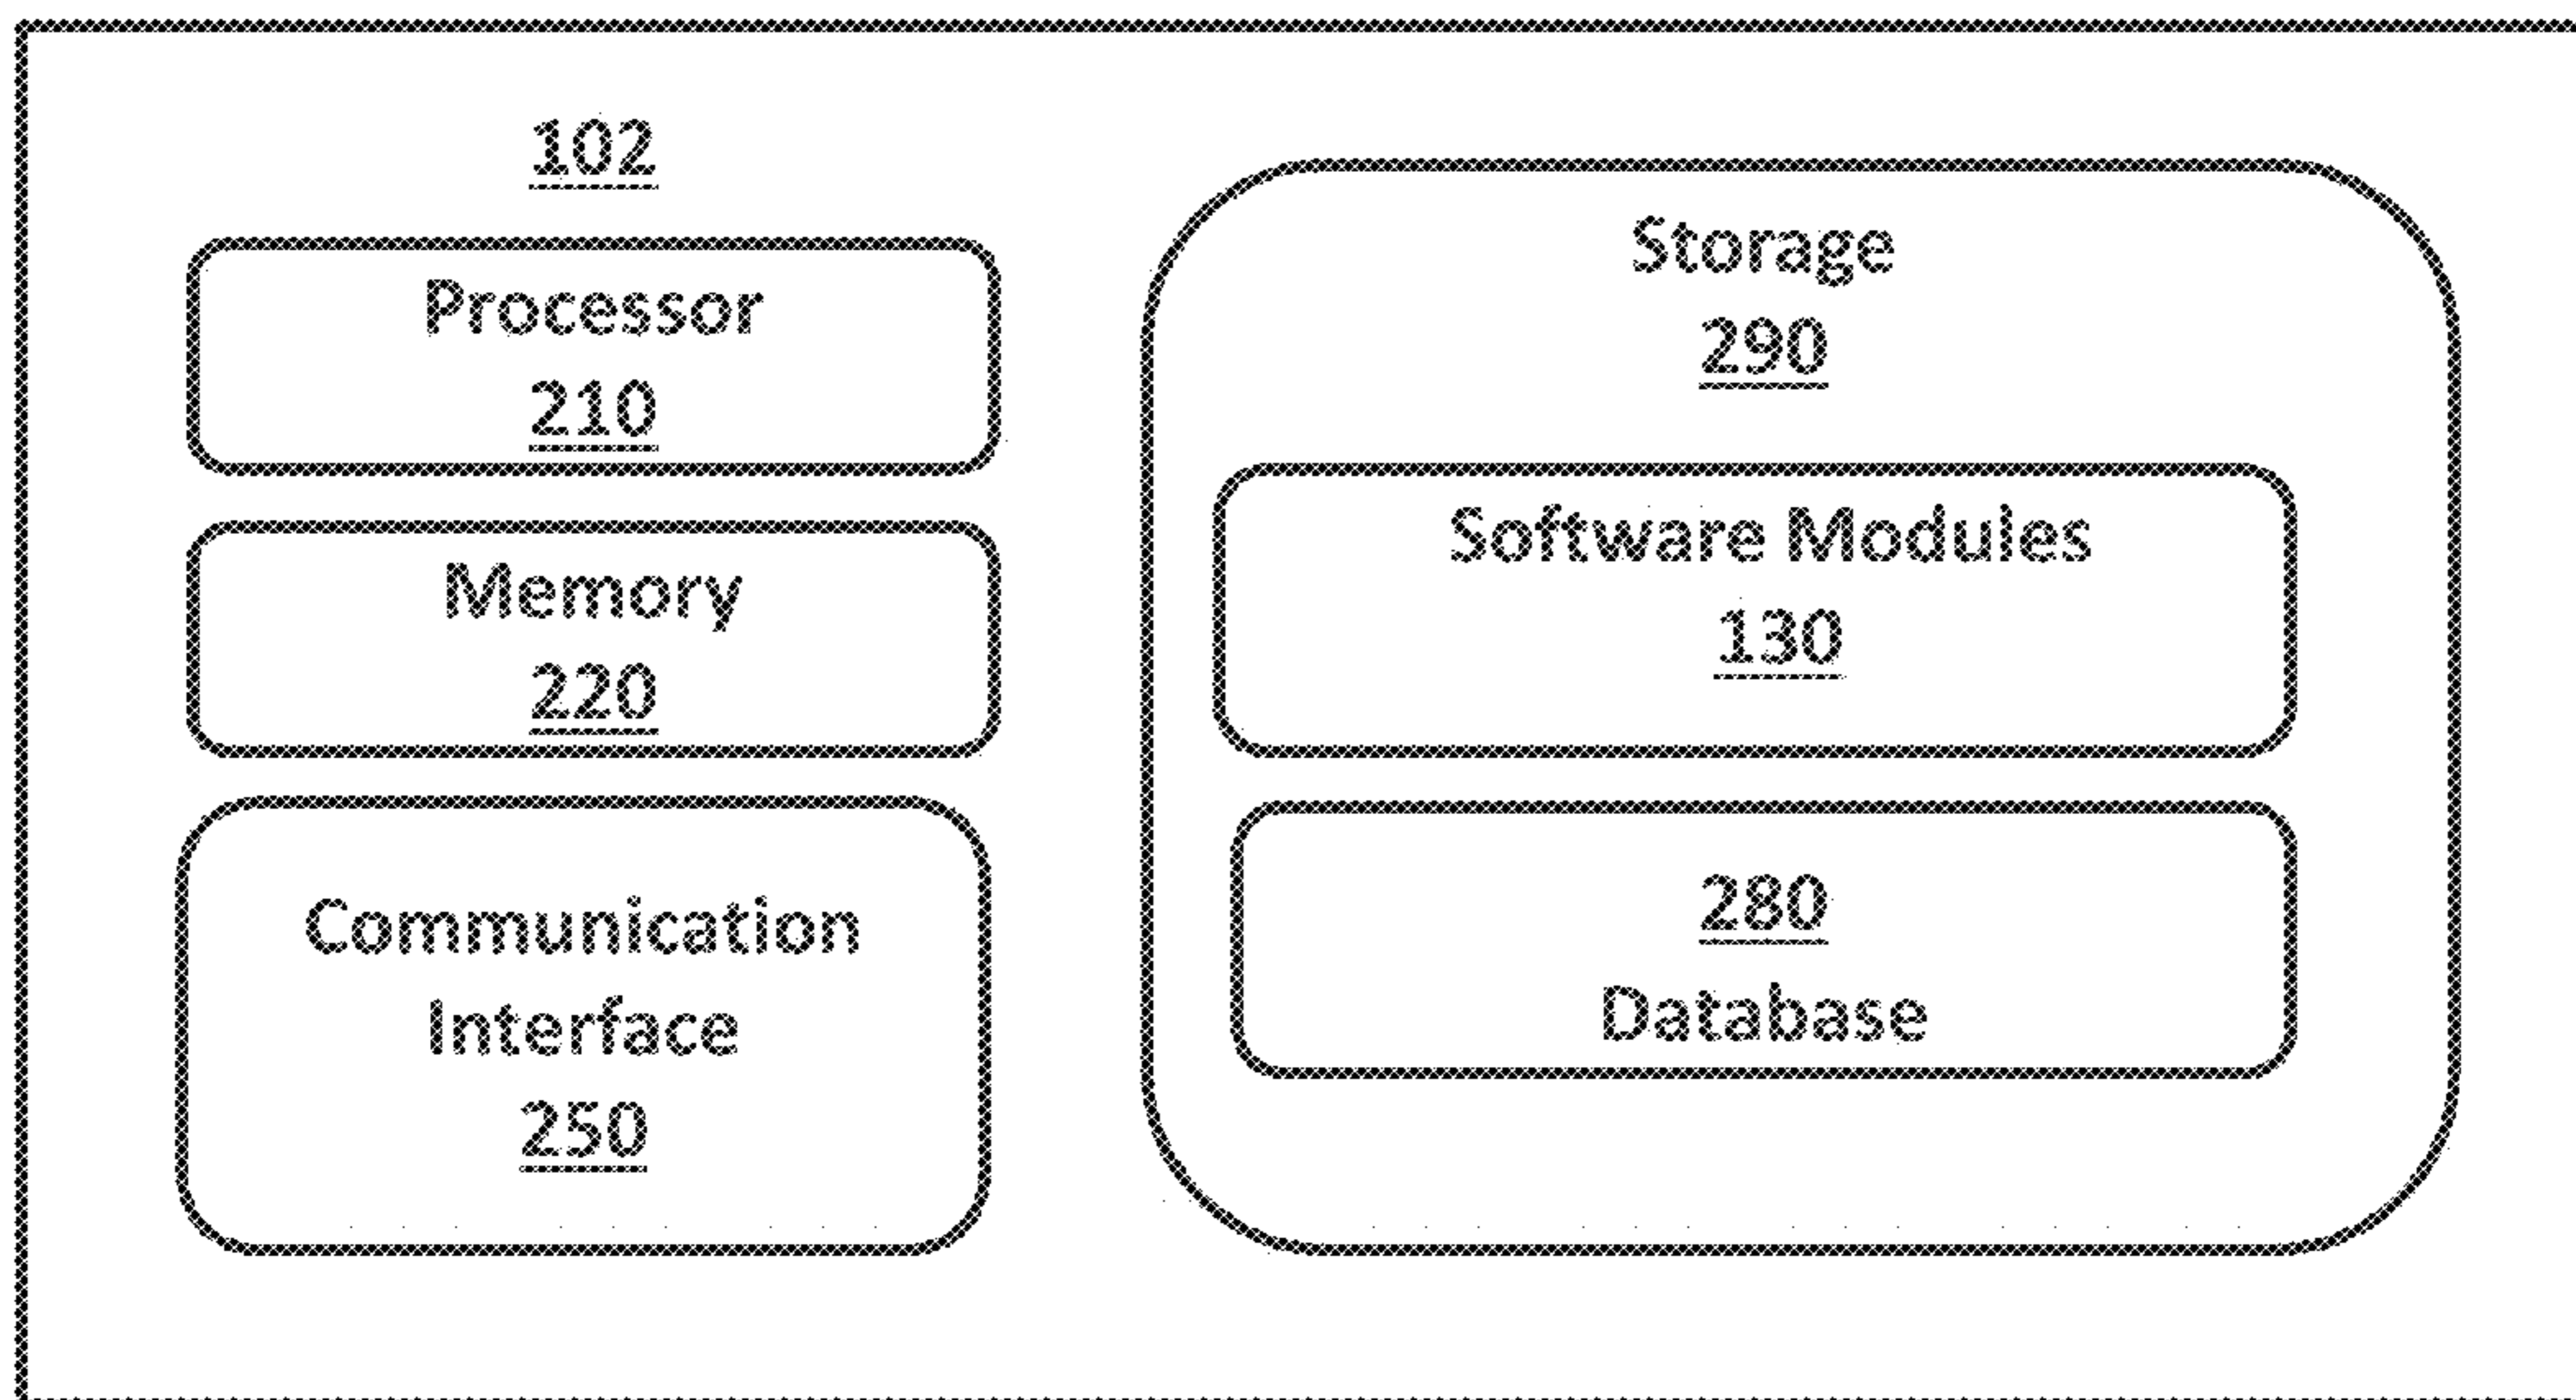 102
Processor
210
Memory
220
Communication
Interface
250
Storage
290
Software Modules
130
280
Database